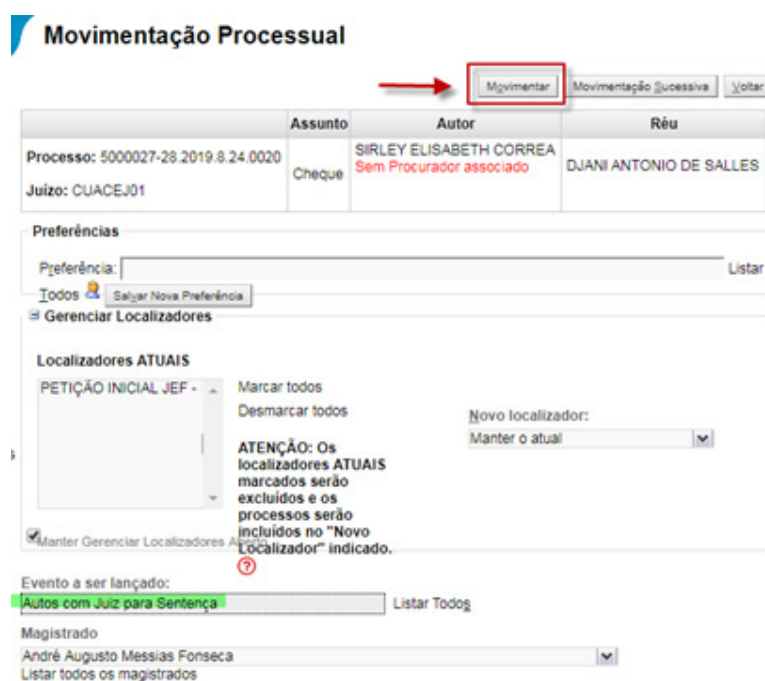 Movimentação Processual
Movimentar Movimentação Sucessiva Voltar
Assunto Autor Réu
Processo: 5000027-28.2019.8.24.0020
Juízo: CUACEJ01
Cheque
SIRLEY ELISABETH CORREA
Sem Procurador associado
DJANI ANTONIO DE SALLES
Preferências
Preferência: Listar
Todos Salvar Nova Preferência
Gerenciar Localizadores
Localizadores ATUAIS
PETIÇÃO INICIAL JEF -
Marcar todos
Desmarcar todos
ATENÇÃO: Os
localizadores ATUAIS
marcados serão
excluídos e os
processos serão
incluídos no "Novo
Localizador" indicado.
Novo localizador:
Manter o atual
s
Manter Gerenciar Localizadores Aberto
Evento a ser lançado:
Autos com Juiz para Sentença Listar Todos
Magistrado
André Augusto Messias Fonseca
Listar todos os magistrados